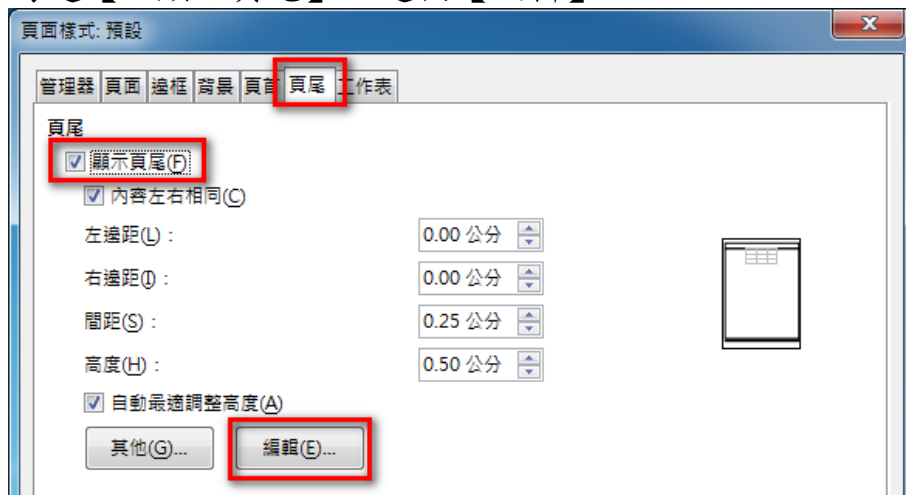 頁面樣式: 預設
管理器 頁面 邊框 背景 頁首 頁尾 工作表
頁尾
顯示頁尾(F)
內容左右相同(C)
左邊距(L)： 0.00 公分
右邊距(I)： 0.00 公分
間距(S)： 0.25 公分
高度(H)： 0.50 公分
自動最適調整高度(A)
其他(G)... 編輯(E)...